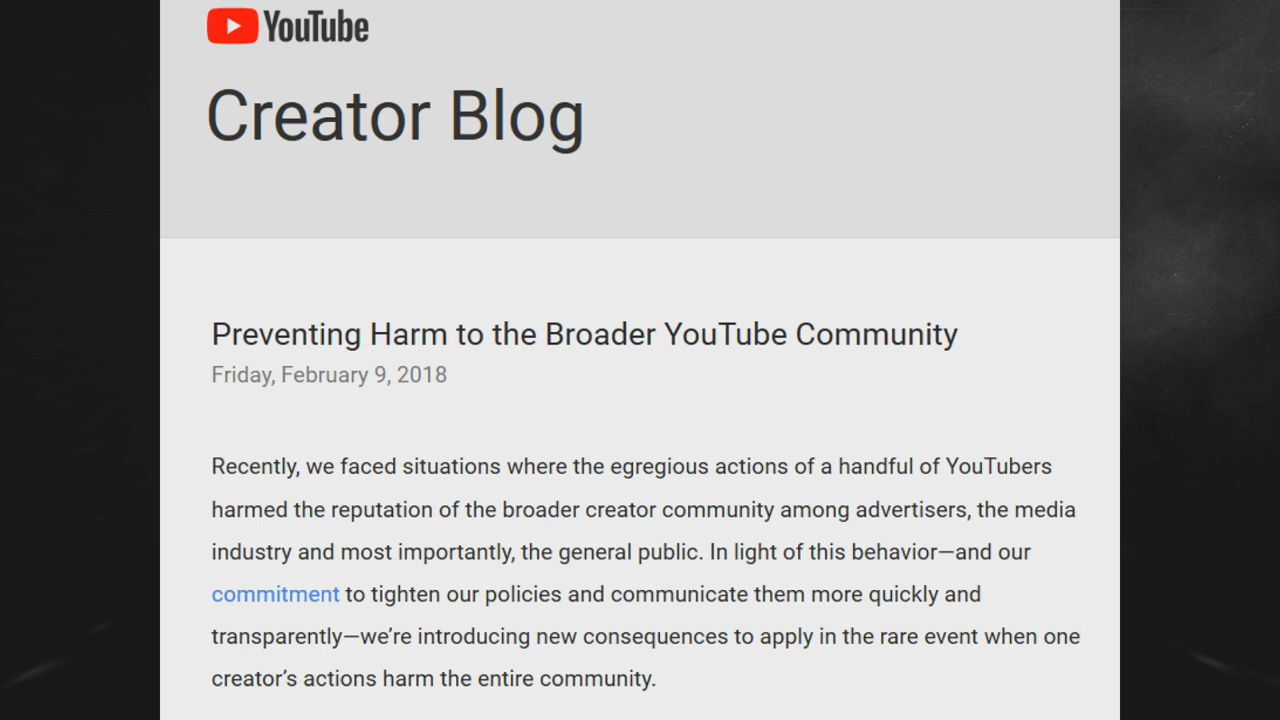 YouTube
Creator Blog
Preventing Harm to the Broader YouTube Community
Friday, February 9, 2018
Recently, we faced situations where the egregious actions of a handful of YouTubers
harmed the reputation of the broader creator community among advertisers, the media
industry and most importantly, the general public. In light of this behavior—and our
commitment to tighten our policies and communicate them more quickly and
transparently—we’re introducing new consequences to apply in the rare event when one
creator’s actions harm the entire community.